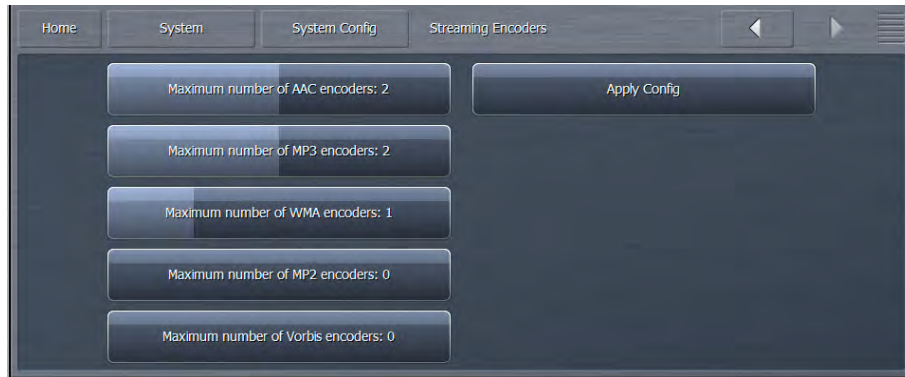 Home System System Config Streaming Encoders
Maximum number of AAC encoders: 2 Apply Config
Maximum number of MP3 encoders: 2
Maximum number of WMA encoders: 1
Maximum number of MP2 encoders: 0
Maximum number of Vorbis encoders: 0